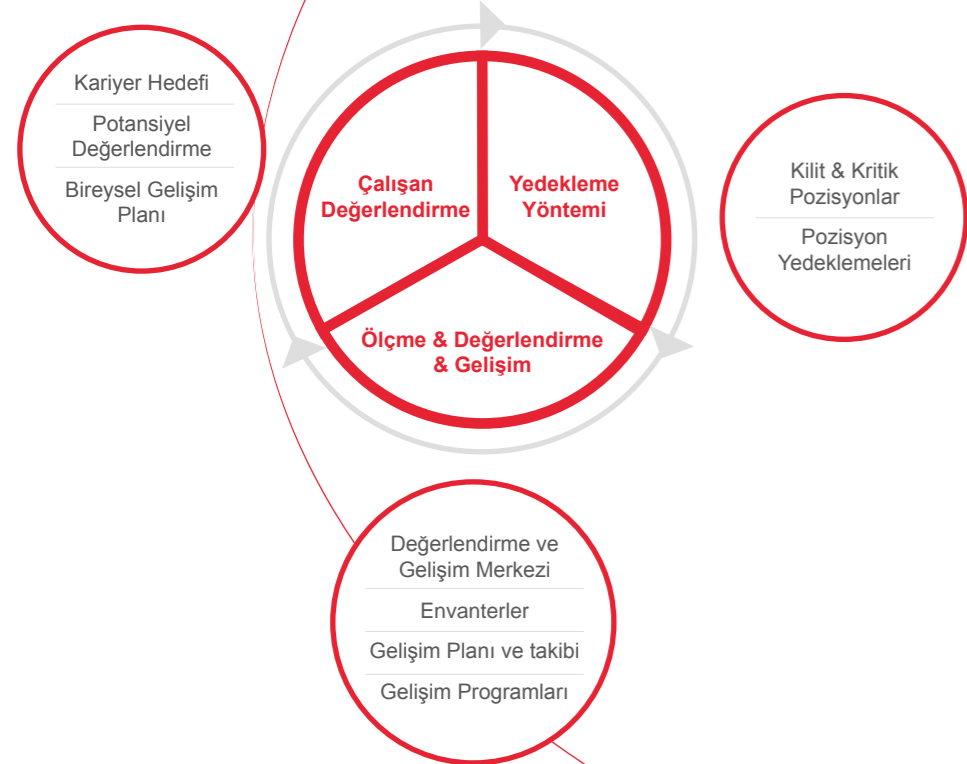 Kariyer Hedefi
Potansiyel
Değerlendirme
Bireysel Gelişim
Planı
Çalışan
Değerlendirme
Yedekleme
Yöntemi
Ölçme & Değerlendirme
& Gelişim
Kilit & Kritik
Pozisyonlar
Pozisyon
Yedeklemeleri
Değerlendirme ve
Gelişim Merkezi
Envanterler
Gelişim Planı ve takibi
Gelişim Programları